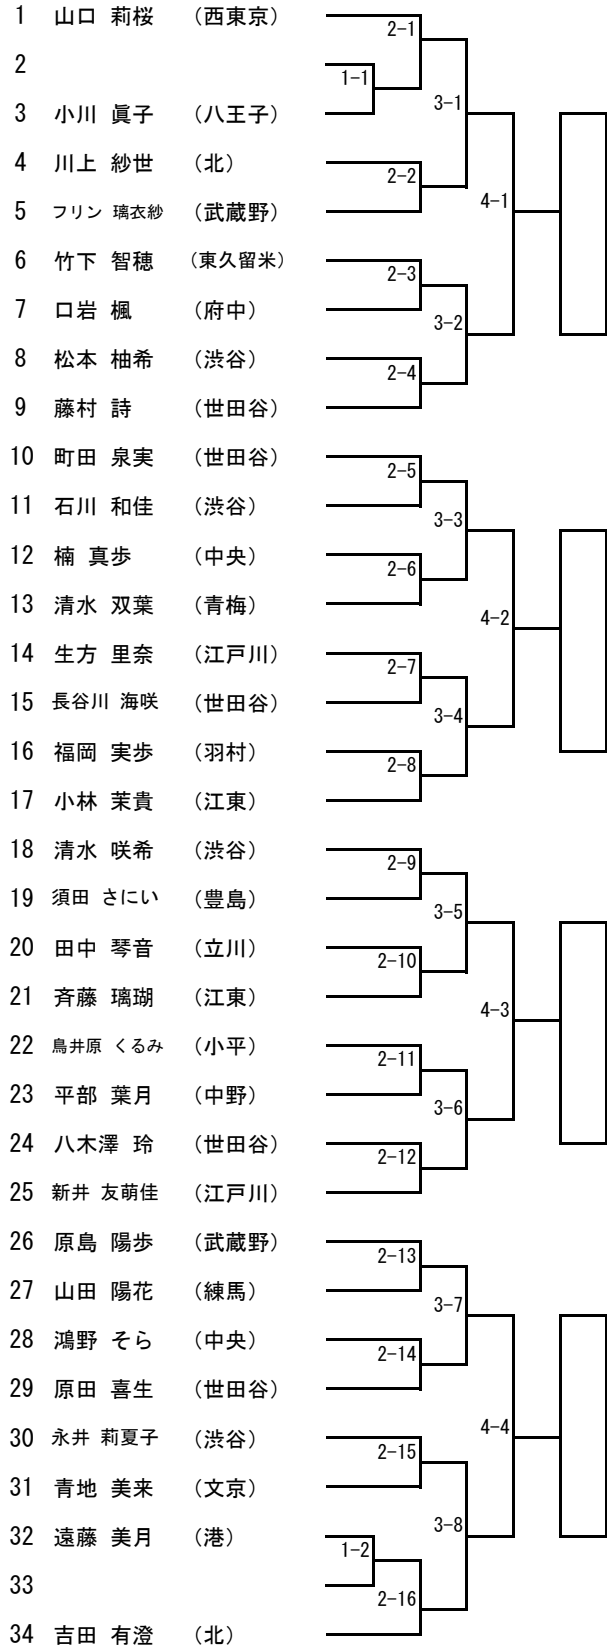 1 山口 莉桜 （西東京）
2-1
2
1-1
3 小川 眞子 （八王子）
3-1
4 川上 紗世 （北）
2-2
5 フリン 璃衣紗 （武蔵野）
4-1
6 竹下 智穂 （東久留米）
2-3
7 口岩 楓 （府中）
3-2
8 松本 柚希 （渋谷）
2-4
9 藤村 詩 （世田谷）
10 町田 泉実 （世田谷）
2-5
11 石川 和佳 （渋谷）
3-3
12 楠 真歩 （中央）
2-6
13 清水 双葉 （青梅）
4-2
14 生方 里奈 （江戸川）
2-7
15 長谷川 海咲 （世田谷）
3-4
16 福岡 実歩 （羽村）
2-8
17 小林 茉貴 （江東）
18 清水 咲希 （渋谷）
2-9
19 須田 さにい （豊島）
3-5
20 田中 琴音 （立川）
2-10
21 斉藤 璃瑚 （江東）
4-3
22 鳥井原 くるみ （小平）
2-11
23 平部 葉月 （中野）
3-6
24 八木澤 玲 （世田谷）
2-12
25 新井 友萌佳 （江戸川）
26 原島 陽歩 （武蔵野）
2-13
27 山田 陽花 （練馬）
3-7
28 鴻野 そら （中央）
2-14
29 原田 喜生 （世田谷）
4-4
30 永井 莉夏子 （渋谷）
2-15
31 青地 美来 （文京）
3-8
32 遠藤 美月 （港）
1-2
33
2-16
34 吉田 有澄 （北）